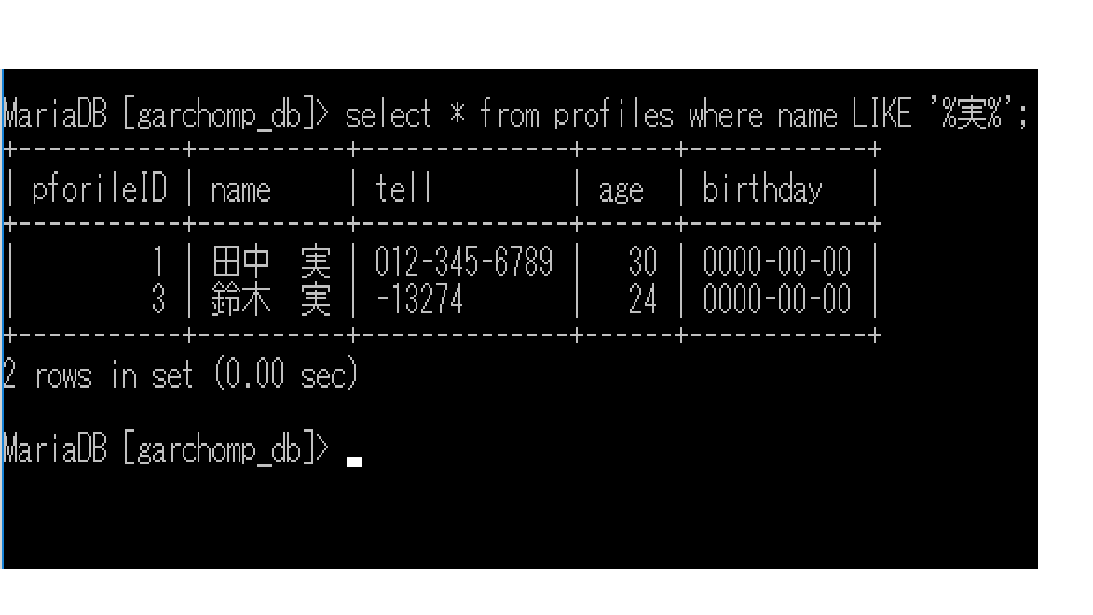 MariaDB [garchomp_db]> select * from profiles where name LIKE '%実%';
+-----------+----------+--------------+------+------------+
| pforileID | name     | tell         | age  | birthday   |
+-----------+----------+--------------+------+------------+
|         1 | 田中　実 | 012-345-6789 |   30 | 0000-00-00 |
|         3 | 鈴木　実 | -13274       |   24 | 0000-00-00 |
+-----------+----------+--------------+------+------------+
2 rows in set (0.00 sec)
MariaDB [garchomp_db]>